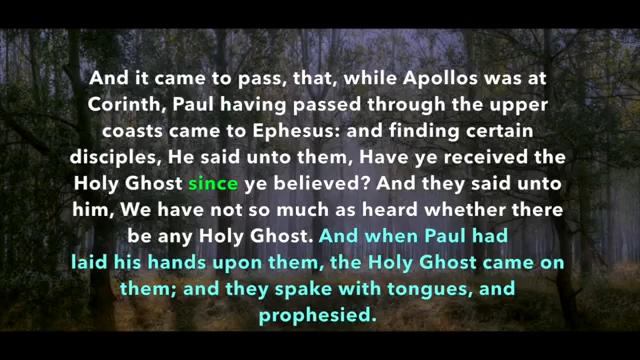 And it came to pass, that, while Apollos was at
Corinth, Paul having passed through the upper
coasts came to Ephesus: and finding certain
disciples, He said unto them, Have ye received the
Holy Ghost since ye believed? And they said unto
him, We have not so much as heard whether there
be any Holy Ghost. And when Paul had
laid his hands upon them, the Holy Ghost came on
them; and they spake with tongues, and
prophesied.